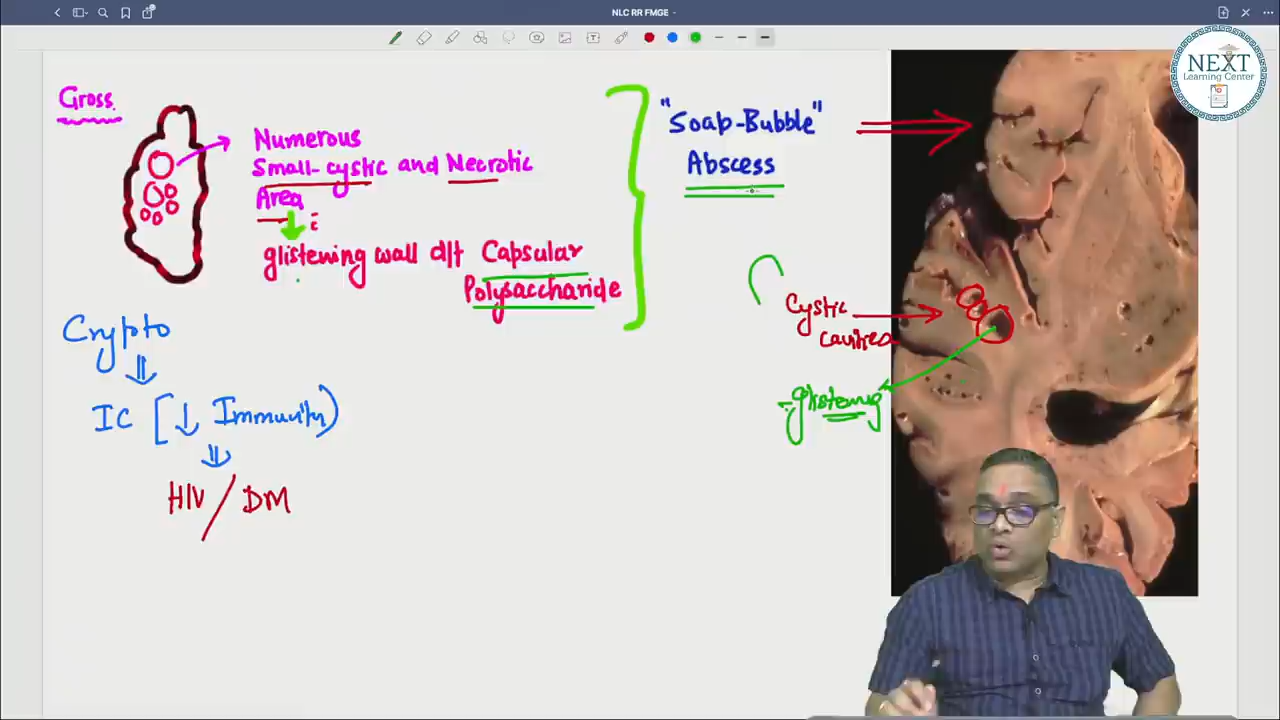 NLC RR FMGE
NEXT
Learning Center
Gross
Numerous
Small-cystic and Necrotic
Area
c̄
glistening wall d/t Capsular
Polysaccharide
"Soap-Bubble"
Abscess
Cystic
Cavities
glistening
Crypto
IC [↓ Immunity)
HIV / DM